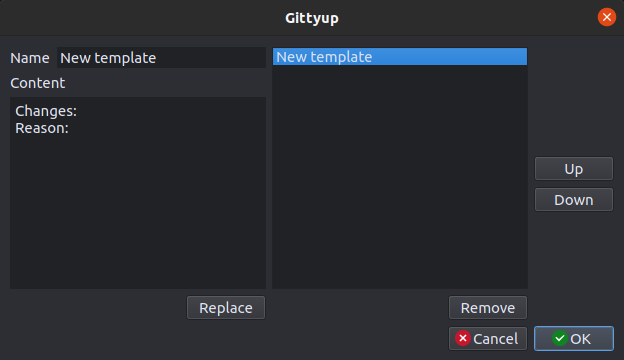 Gittyup
Name New template
New template
Content
Changes:
Reason:
Up
Down
Replace
Remove
Cancel
OK